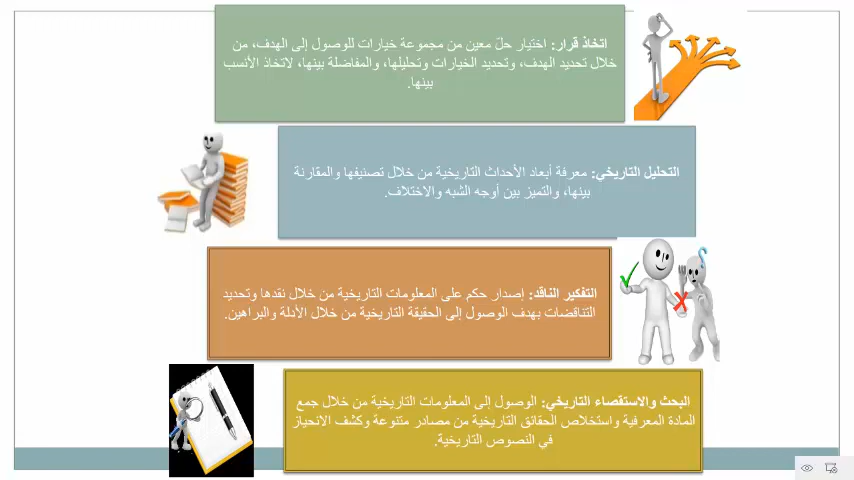 اتخاذ قرار: اختيار حلّ معين من مجموعة خيارات للوصول إلى الهدف، من
خلال تحديد الهدف، وتحديد الخيارات وتحليلها، والمفاضلة بينها، لاتخاذ الأنسب
بينها.
التحليل التاريخي: معرفة أبعاد الأحداث التاريخية من خلال تصنيفها والمقارنة
بينها، والتميز بين أوجه الشبه والاختلاف.
التفكير الناقد: إصدار حكم على المعلومات التاريخية من خلال نقدها وتحديد
التناقضات بهدف الوصول إلى الحقيقة التاريخية من خلال الأدلة والبراهين.
البحث والاستقصاء التاريخي: الوصول إلى المعلومات التاريخية من خلال جمع
المادة المعرفية واستخلاص الحقائق التاريخية من مصادر متنوعة وكشف الانحياز
في النصوص التاريخية.